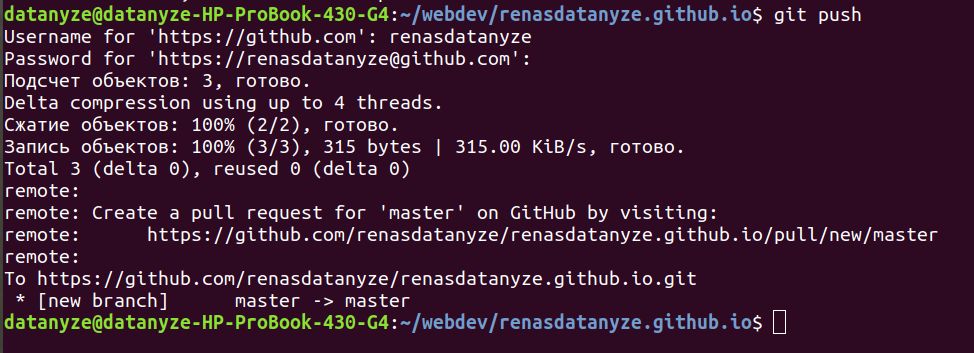 datanyze@datanyze-HP-ProBook-430-G4:~/webdev/renasdatanyze.github.io$ git push
Username for 'https://github.com': renasdatanyze
Password for 'https://renasdatanyze@github.com':
Подсчет объектов: 3, готово.
Delta compression using up to 4 threads.
Сжатие объектов: 100% (2/2), готово.
Запись объектов: 100% (3/3), 315 bytes | 315.00 KiB/s, готово.
Total 3 (delta 0), reused 0 (delta 0)
remote:
remote: Create a pull request for 'master' on GitHub by visiting:
remote:      https://github.com/renasdatanyze/renasdatanyze.github.io/pull/new/master
remote:
To https://github.com/renasdatanyze/renasdatanyze.github.io.git
 * [new branch]      master -> master
datanyze@datanyze-HP-ProBook-430-G4:~/webdev/renasdatanyze.github.io$